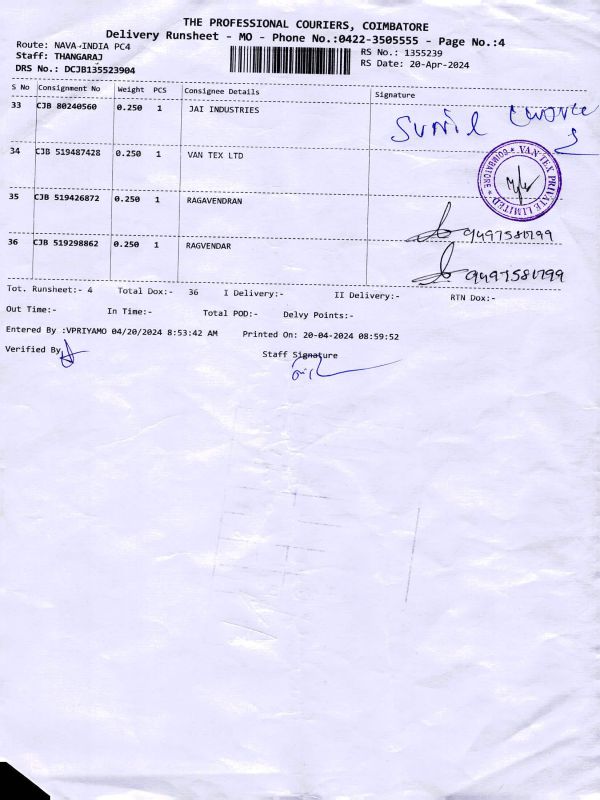 THE PROFESSIONAL COURIERS, COIMBATORE
Delivery Runsheet - MO - Phone No.:0422-3505555 - Page No.:4
Route: NAVA-INDIA PC4
Staff: THANGARAJ
DRS No.: DCJB135523904
RS No.: 1355239
RS Date: 20-Apr-2024
S No Consignment No Weight PCS Consignee Details Signature
33 CJB 80240560 0.250 1 JAI INDUSTRIES Sunil
34 CJB 519487428 0.250 1 VAN TEX LTD
VAN TEX PRIVATE LIMITED * COIMBATORE *
35 CJB 519426872 0.250 1 RAGAVENDRAN
36 CJB 519298862 0.250 1 RAGVENDAR
Tot. Runsheet:- 4 Total Dox:- 36 I Delivery:- II Delivery:- RTN Dox:-
Out Time:- In Time:- Total POD:- Delvy Points:-
Entered By :VPRIYAMO 04/20/2024 8:53:42 AM Printed On: 20-04-2024 08:59:52
Verified By
Staff Signature